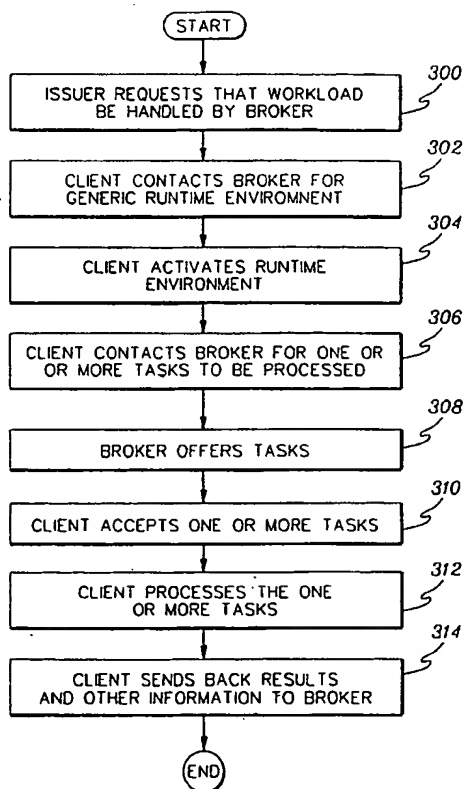 START
300
ISSUER REQUESTS THAT WORKLOAD
BE HANDLED BY BROKER
302
CLIENT CONTACTS BROKER FOR
GENERIC RUNTIME ENVIROMNENT
304
CLIENT ACTIVATES RUNTIME
ENVIRONMENT
306
CLIENT CONTACTS BROKER FOR ONE OR
OR MORE TASKS TO BE PROCESSED
308
BROKER OFFERS TASKS
310
CLIENT ACCEPTS ONE OR MORE TASKS
312
CLIENT PROCESSES THE ONE
OR MORE TASKS
314
CLIENT SENDS BACK RESULTS
AND OTHER INFORMATION TO BROKER
END